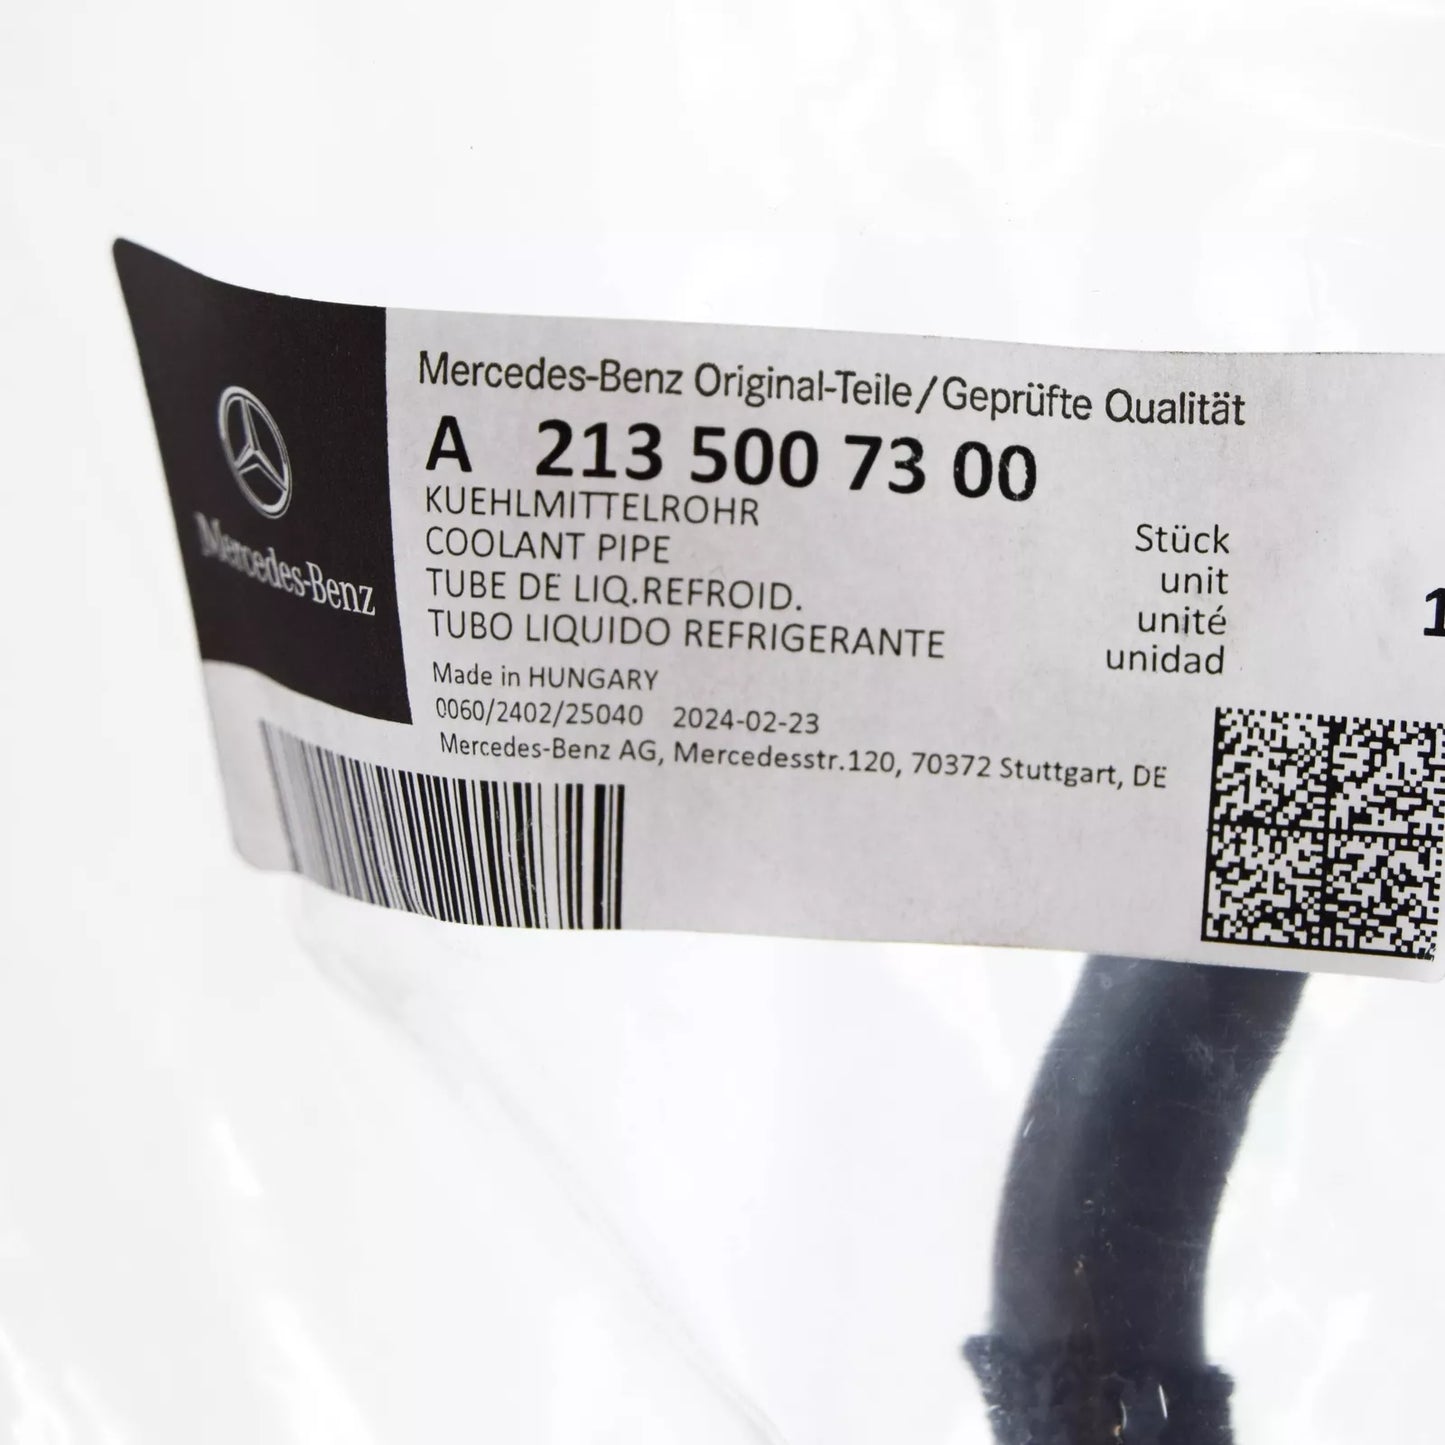 Mercedes-Benz
Mercedes-Benz Original-Teile/Geprüfte Qualität
A 213 500 73 00
KUEHLMITTELROHR
COOLANT PIPE
TUBE DE LIQ.REFROID.
TUBO LIQUIDO REFRIGERANTE
Stück
unit
unité
unidad
1
Made in HUNGARY
0060/2402/25040 2024-02-23
Mercedes-Benz AG, Mercedesstr.120, 70372 Stuttgart, DE